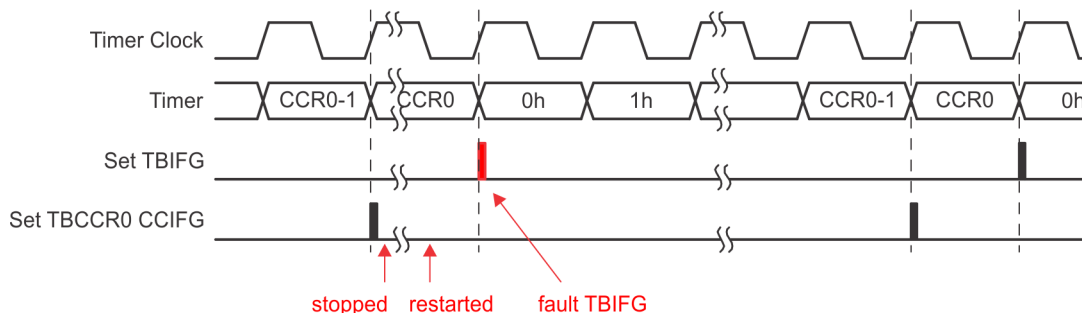 Timer Clock
Timer CCR0-1 CCR0 0h 1h CCR0-1 CCR0 0h
Set TBIFG
Set TBCCR0 CCIFG
stopped restarted fault TBIFG